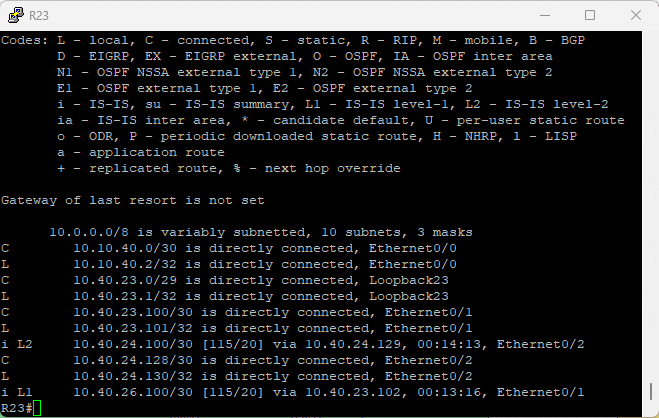 R23
Codes: L - local, C - connected, S - static, R - RIP, M - mobile, B - BGP
       D - EIGRP, EX - EIGRP external, O - OSPF, IA - OSPF inter area
       N1 - OSPF NSSA external type 1, N2 - OSPF NSSA external type 2
       E1 - OSPF external type 1, E2 - OSPF external type 2
       i - IS-IS, su - IS-IS summary, L1 - IS-IS level-1, L2 - IS-IS level-2
       ia - IS-IS inter area, * - candidate default, U - per-user static route
       o - ODR, P - periodic downloaded static route, H - NHRP, l - LISP
       a - application route
       + - replicated route, % - next hop override
Gateway of last resort is not set
      10.0.0.0/8 is variably subnetted, 10 subnets, 3 masks
C        10.10.40.0/30 is directly connected, Ethernet0/0
L        10.10.40.2/32 is directly connected, Ethernet0/0
C        10.40.23.0/29 is directly connected, Loopback23
L        10.40.23.1/32 is directly connected, Loopback23
C        10.40.23.100/30 is directly connected, Ethernet0/1
L        10.40.23.101/32 is directly connected, Ethernet0/1
i L2     10.40.24.100/30 [115/20] via 10.40.24.129, 00:14:13, Ethernet0/2
C        10.40.24.128/30 is directly connected, Ethernet0/2
L        10.40.24.130/32 is directly connected, Ethernet0/2
i L1     10.40.26.100/30 [115/20] via 10.40.23.102, 00:13:16, Ethernet0/1
R23#